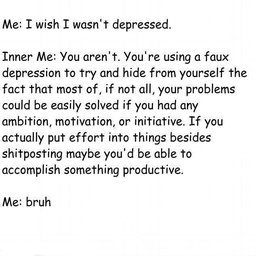 Me: I wish I wasn't depressed.
Inner Me: You aren't. You're using a faux
depression to try and hide from yourself the
fact that most of, if not all, your problems
could be easily solved if you had any
ambition, motivation, or initiative. If you
actually put effort into things besides
shitposting maybe you'd be able to
accomplish something productive.
Me: bruh